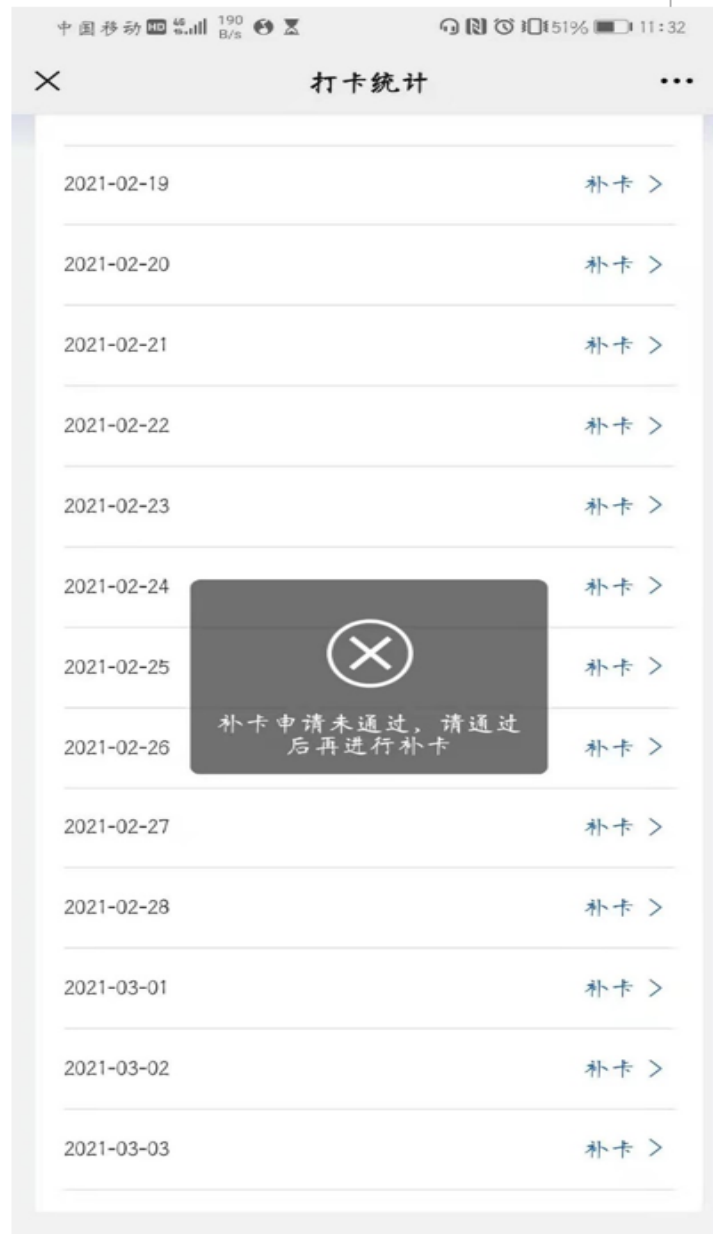 中国移动 HD 46 46 190 B/s 51% 11:32
打卡统计
2021-02-19 补卡
2021-02-20 补卡
2021-02-21 补卡
2021-02-22 补卡
2021-02-23 补卡
2021-02-24 补卡
2021-02-25 补卡
补卡申请未通过，请通过
后再进行补卡
2021-02-26 补卡
2021-02-27 补卡
2021-02-28 补卡
2021-03-01 补卡
2021-03-02 补卡
2021-03-03 补卡